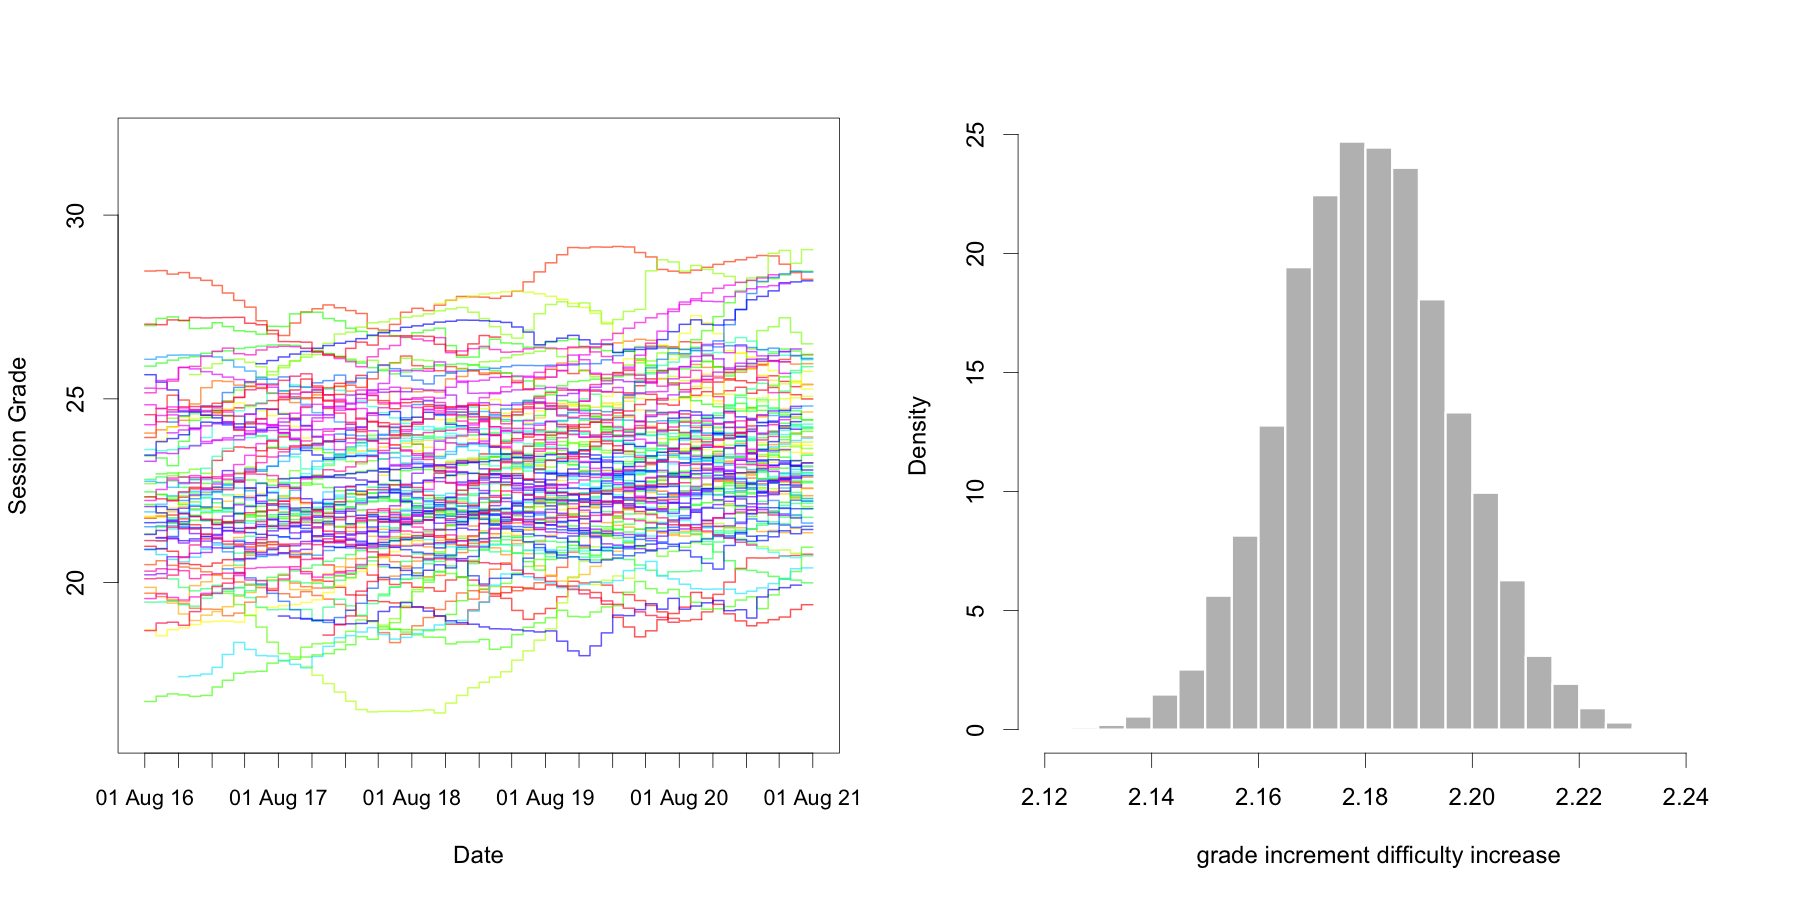 Session Grade
30
25
20
01 Aug 16 01 Aug 17 01 Aug 18 01 Aug 19 01 Aug 20 01 Aug 21
Date
Density
25
20
15
10
5
0
2.12 2.14 2.16 2.18 2.20 2.22 2.24
grade increment difficulty increase